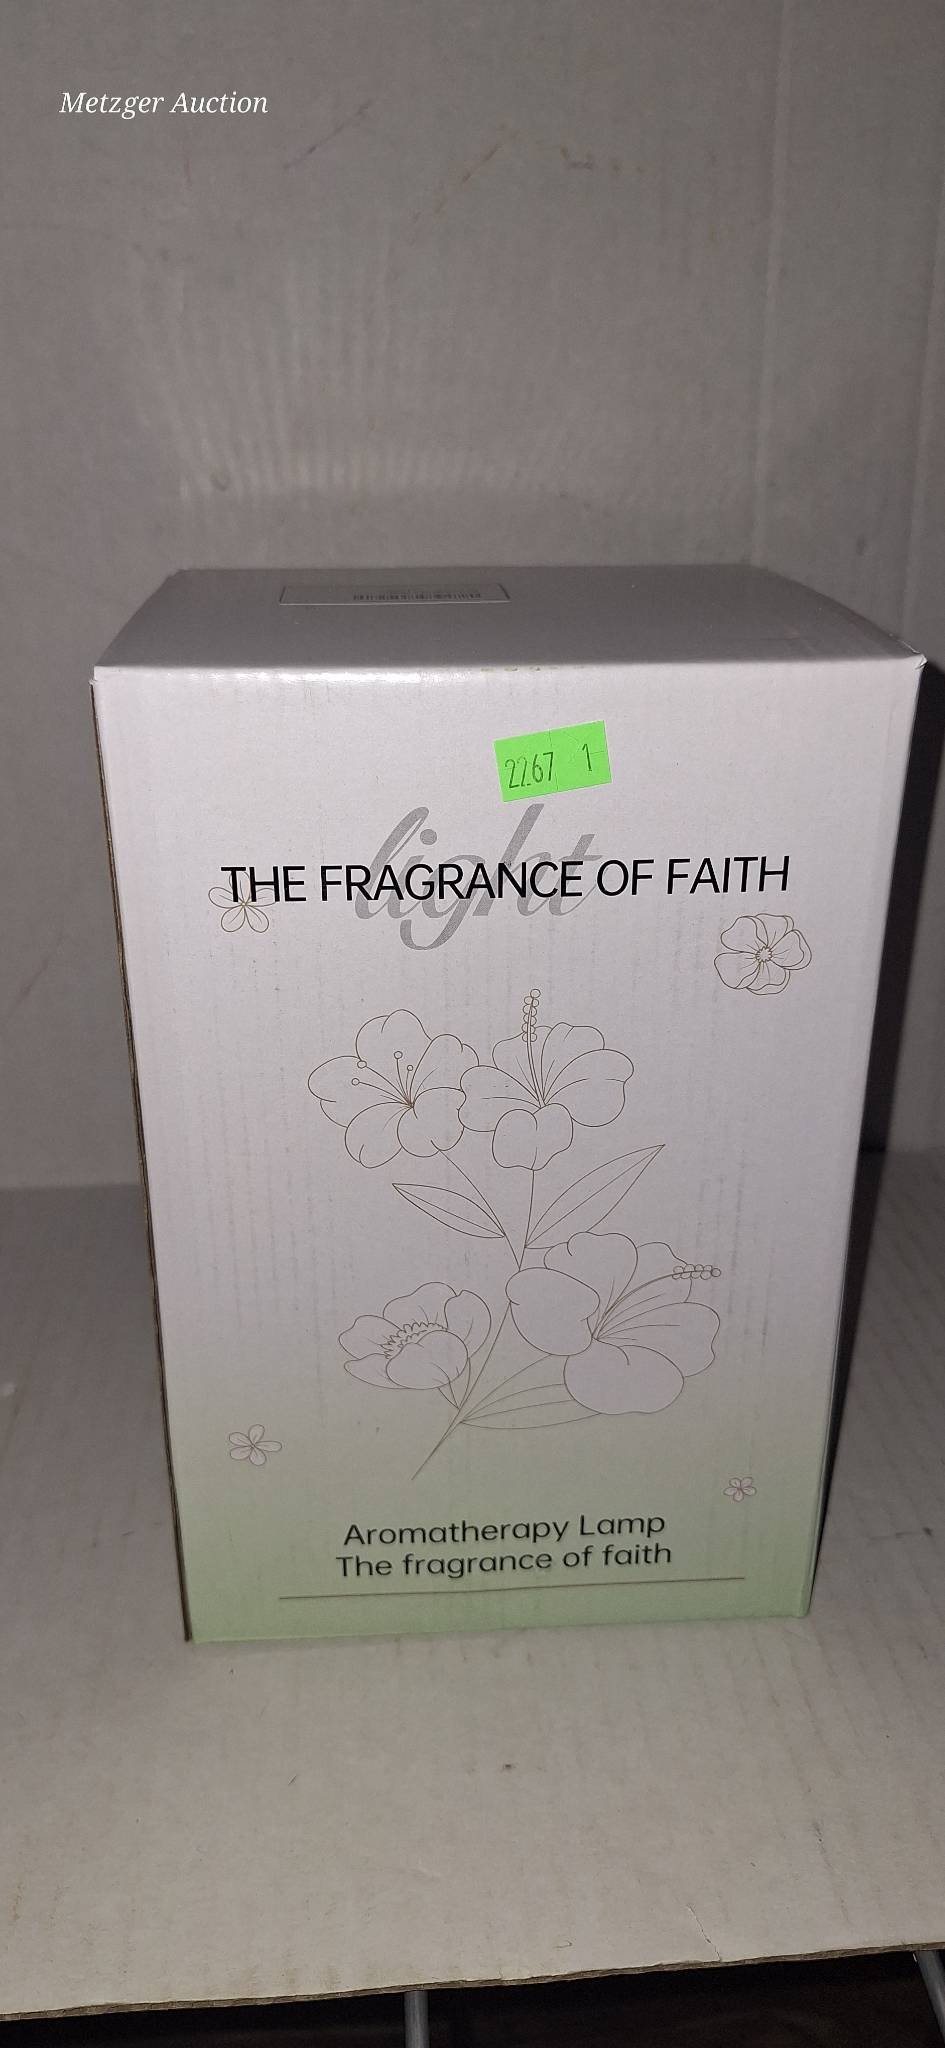 Metzger Auction
2267 1
light
THE FRAGRANCE OF FAITH
Aromatherapy Lamp
The fragrance of faith